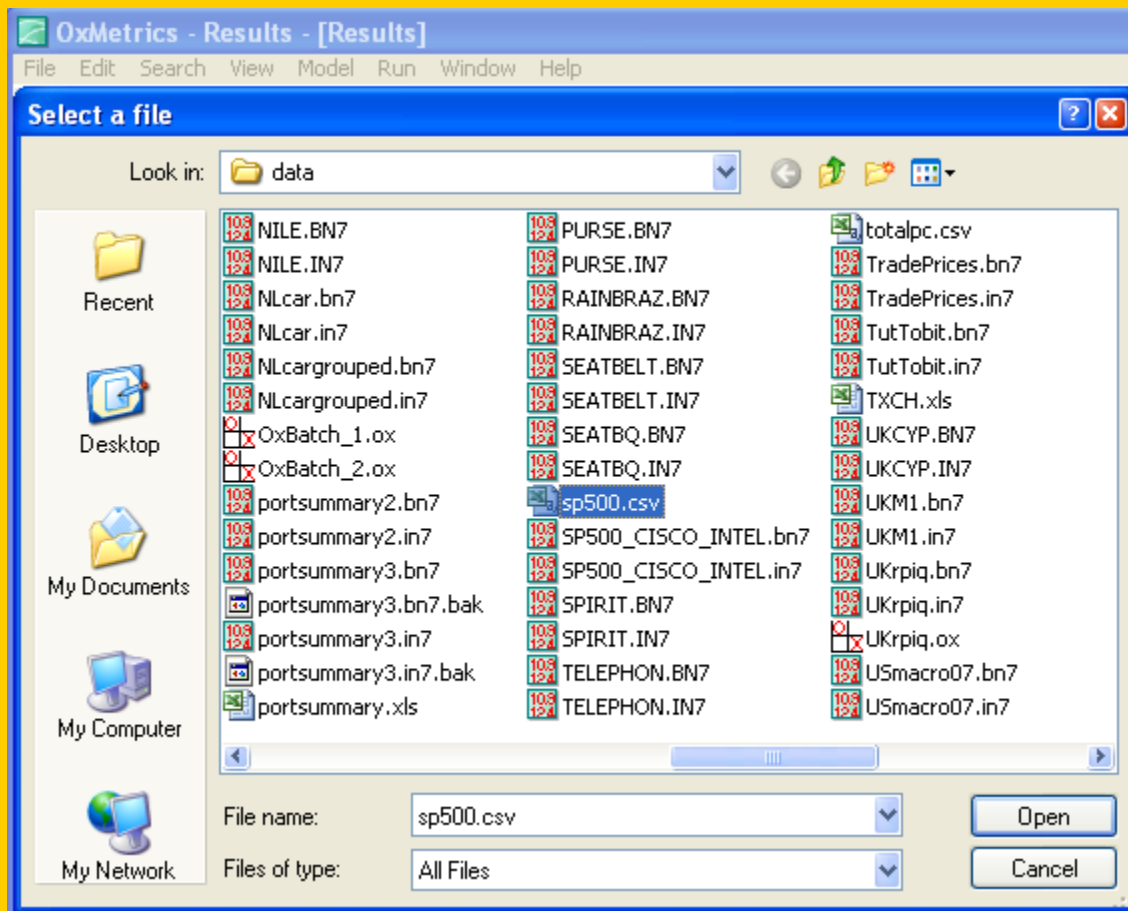 OxMetrics - Results - [Results]
File Edit Search View Model Run Window Help
Select a file
Look in: data
Recent
Desktop
My Documents
My Computer
My Network
NILE.BN7
NILE.IN7
NLcar.bn7
NLcar.in7
NLcargrouped.bn7
NLcargrouped.in7
OxBatch_1.ox
OxBatch_2.ox
portsummary2.bn7
portsummary2.in7
portsummary3.bn7
portsummary3.bn7.bak
portsummary3.in7
portsummary3.in7.bak
portsummary.xls
PURSE.BN7
PURSE.IN7
RAINBRAZ.BN7
RAINBRAZ.IN7
SEATBELT.BN7
SEATBELT.IN7
SEATBQ.BN7
SEATBQ.IN7
sp500.csv
SP500_CISCO_INTEL.bn7
SP500_CISCO_INTEL.in7
SPIRIT.BN7
SPIRIT.IN7
TELEPHON.BN7
TELEPHON.IN7
totalpc.csv
TradePrices.bn7
TradePrices.in7
TutTobit.bn7
TutTobit.in7
TXCH.xls
UKCYP.BN7
UKCYP.IN7
UKM1.bn7
UKM1.in7
UKrpiq.bn7
UKrpiq.in7
UKrpiq.ox
USmacro07.bn7
USmacro07.in7
File name: sp500.csv Open
Files of type: All Files Cancel